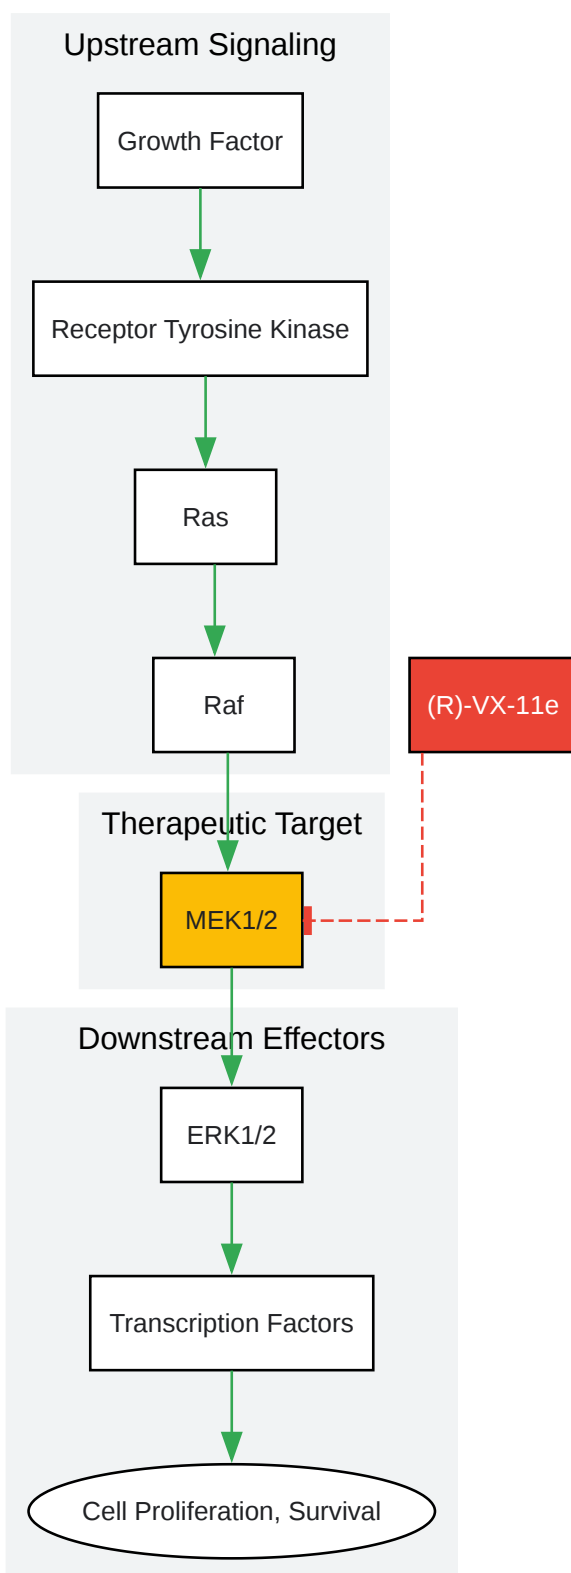 Upstream Signaling
Growth Factor
Receptor Tyrosine Kinase
Ras
Raf
(R)-VX-11e
Therapeutic Target
MEK1/2
Downstream Effectors
ERK1/2
Transcription Factors
Cell Proliferation, Survival